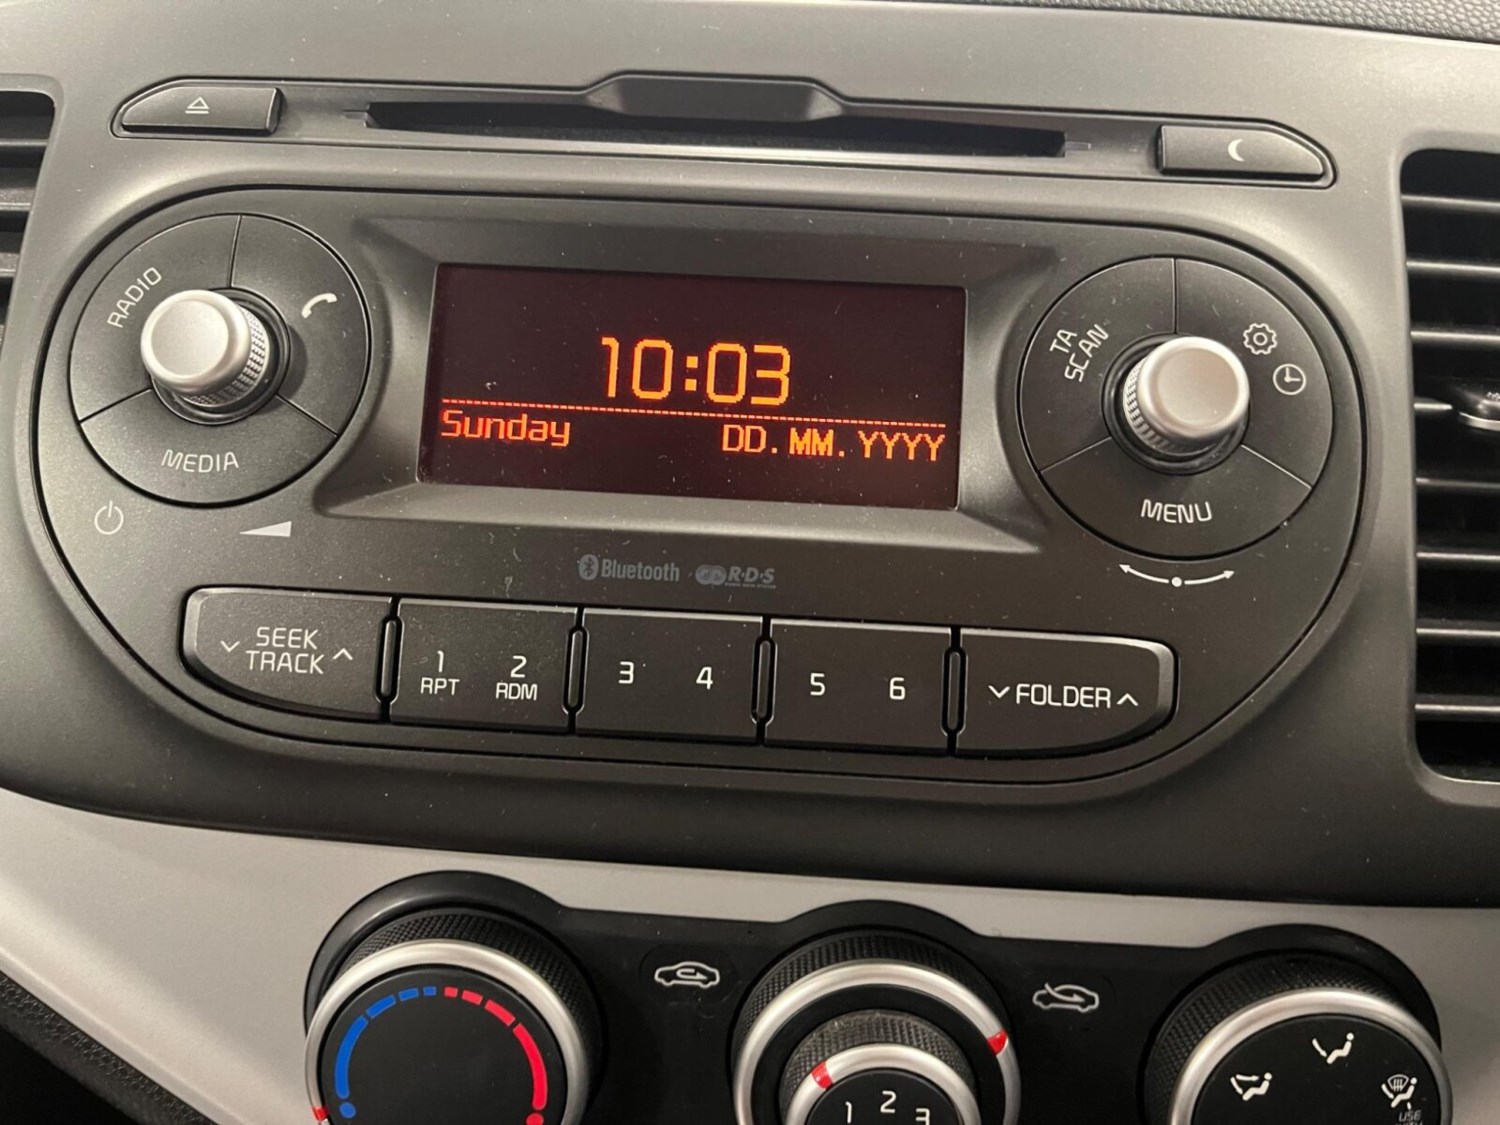 RADIO
MEDIA
10:03
Sunday DD.MM.YYYY
TA
SCAN
MENU
Bluetooth R·D·S
SEEK
TRACK
1
RPT
2
RDM
3 4
5 6
FOLDER
1 2 3
USE